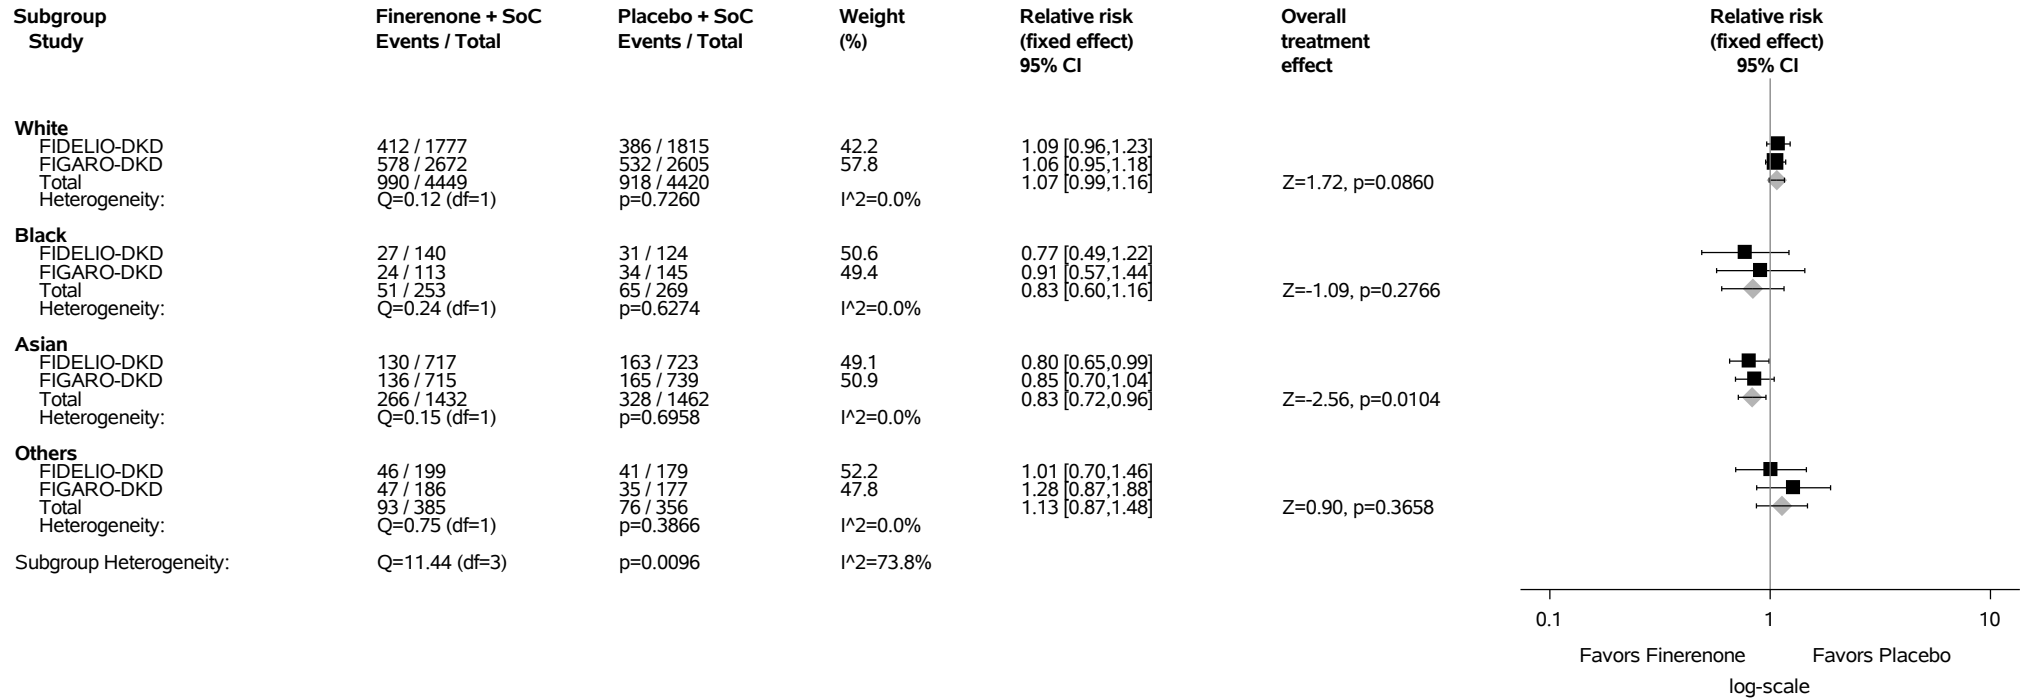 Subgroup Finerenone + SoC Placebo + SoC Weight Relative risk Overall Relative risk
Study Events / Total Events / Total (%) (fixed effect) treatment (fixed effect)
95% CI effect 95% CI
White
FIDELIO-DKD 412 / 1777 386 / 1815 42.2 1.09 [0.96,1.23]
FIGARO-DKD 578 / 2672 532 / 2605 57.8 1.06 [0.95,1.18]
Total 990 / 4449 918 / 4420 1.07 [0.99,1.16] Z=1.72, p=0.0860
Heterogeneity: Q=0.12 (df=1) p=0.7260 I^2=0.0%
Black
FIDELIO-DKD 27 / 140 31 / 124 50.6 0.77 [0.49,1.22]
FIGARO-DKD 24 / 113 34 / 145 49.4 0.91 [0.57,1.44]
Total 51 / 253 65 / 269 0.83 [0.60,1.16] Z=-1.09, p=0.2766
Heterogeneity: Q=0.24 (df=1) p=0.6274 I^2=0.0%
Asian
FIDELIO-DKD 130 / 717 163 / 723 49.1 0.80 [0.65,0.99]
FIGARO-DKD 136 / 715 165 / 739 50.9 0.85 [0.70,1.04]
Total 266 / 1432 328 / 1462 0.83 [0.72,0.96] Z=-2.56, p=0.0104
Heterogeneity: Q=0.15 (df=1) p=0.6958 I^2=0.0%
Others
FIDELIO-DKD 46 / 199 41 / 179 52.2 1.01 [0.70,1.46]
FIGARO-DKD 47 / 186 35 / 177 47.8 1.28 [0.87,1.88]
Total 93 / 385 76 / 356 1.13 [0.87,1.48] Z=0.90, p=0.3658
Heterogeneity: Q=0.75 (df=1) p=0.3866 I^2=0.0%
Subgroup Heterogeneity: Q=11.44 (df=3) p=0.0096 I^2=73.8%
0.1 1 10
Favors Finerenone Favors Placebo
log-scale